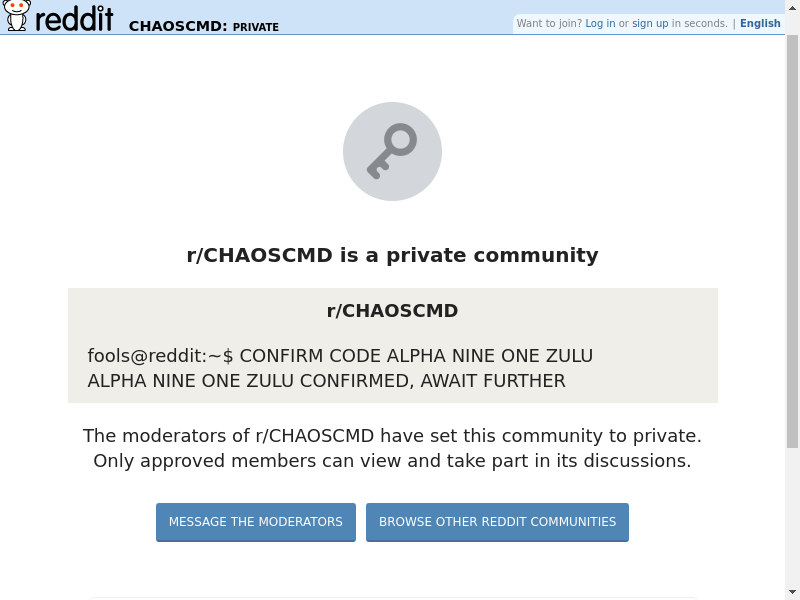 reddit CHAOSCMD: PRIVATE
Want to join? Log in or sign up in seconds. | English
r/CHAOSCMD is a private community
r/CHAOSCMD
fools@reddit:~$ CONFIRM CODE ALPHA NINE ONE ZULU
ALPHA NINE ONE ZULU CONFIRMED, AWAIT FURTHER
The moderators of r/CHAOSCMD have set this community to private.
Only approved members can view and take part in its discussions.
MESSAGE THE MODERATORS
BROWSE OTHER REDDIT COMMUNITIES